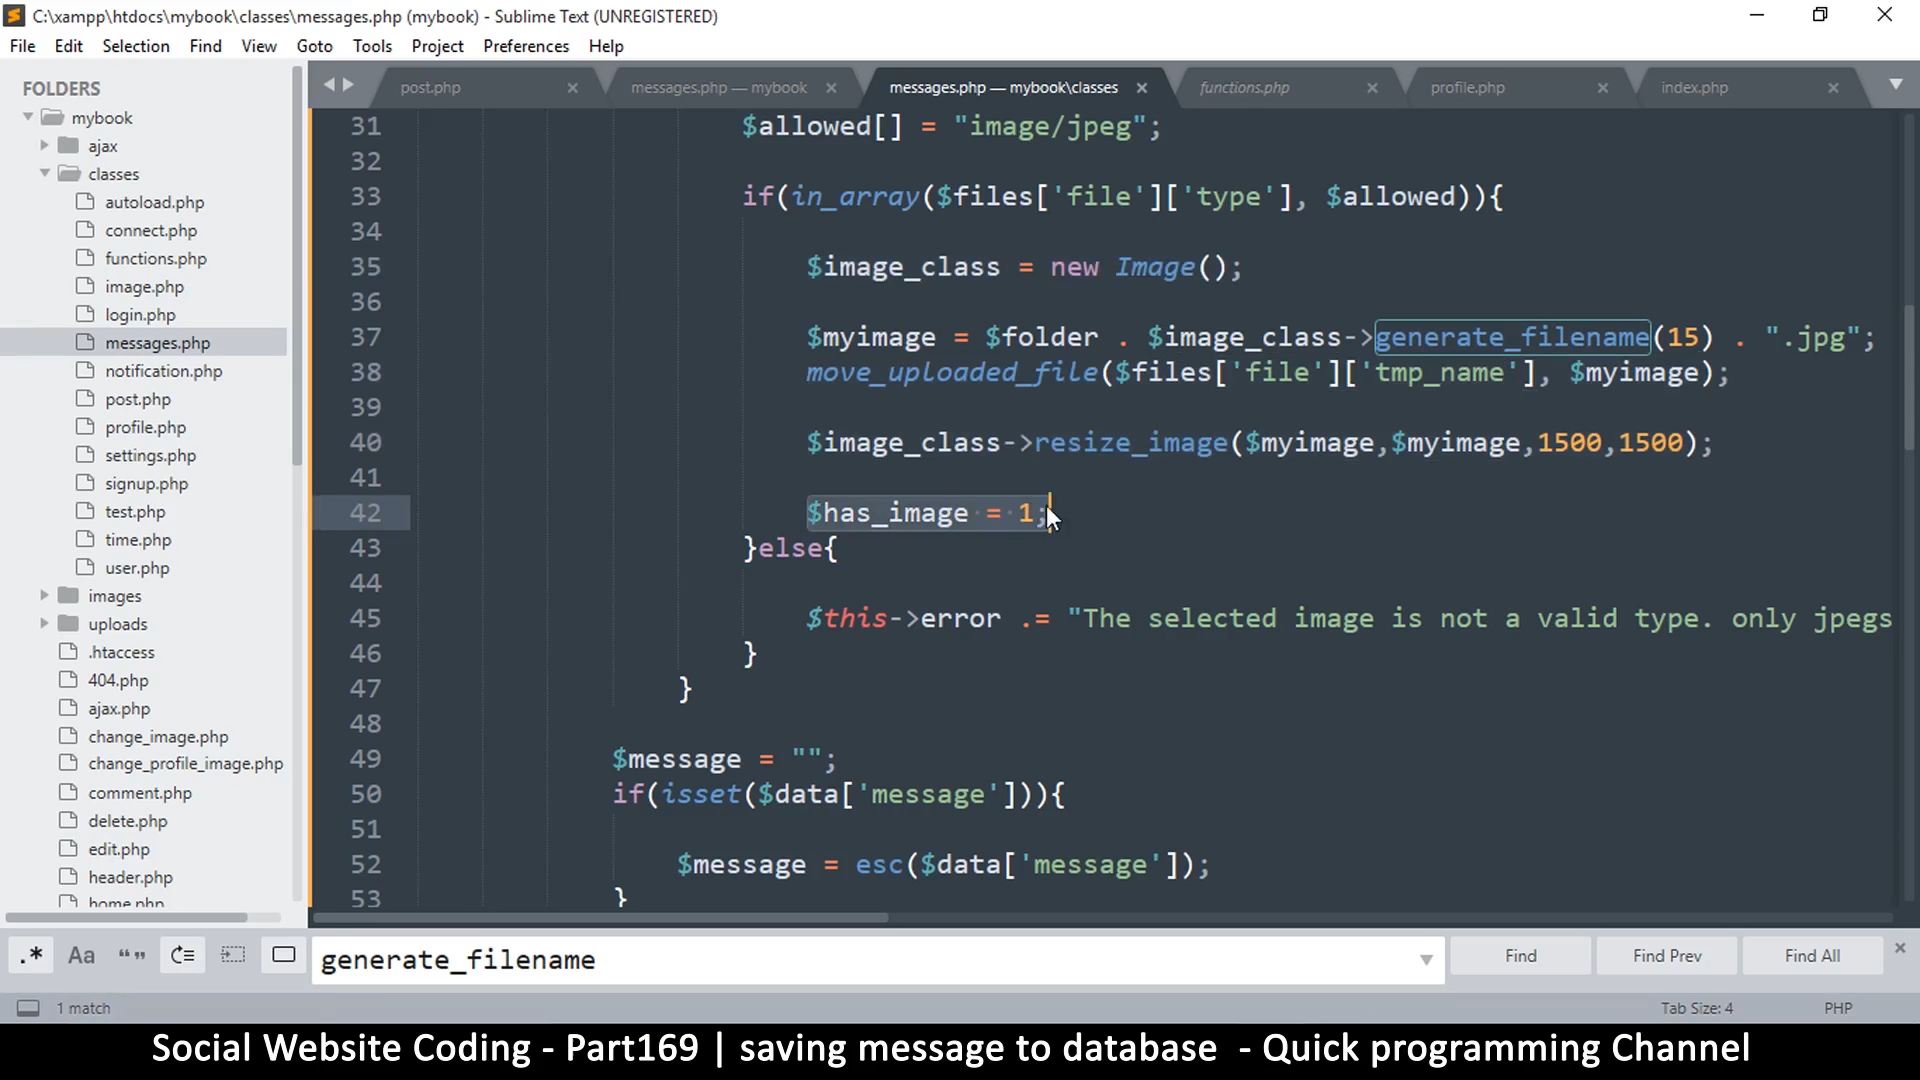 C:\xampp\htdocs\mybook\classes\messages.php (mybook) - Sublime Text (UNREGISTERED)
File Edit Selection Find View Goto Tools Project Preferences Help
FOLDERS
mybook
ajax
classes
autoload.php
connect.php
functions.php
image.php
login.php
messages.php
notification.php
post.php
profile.php
settings.php
signup.php
test.php
time.php
user.php
images
uploads
.htaccess
404.php
ajax.php
change_image.php
change_profile_image.php
comment.php
delete.php
edit.php
header.php
home.php
post.php messages.php — mybook messages.php — mybook\classes functions.php profile.php index.php
31 $allowed[] = "image/jpeg";
32
33 if(in_array($files['file']['type'], $allowed)){
34
35 $image_class = new Image();
36
37 $myimage = $folder . $image_class->generate_filename(15) . ".jpg";
38 move_uploaded_file($files['file']['tmp_name'], $myimage);
39
40 $image_class->resize_image($myimage,$myimage,1500,1500);
41
42 $has_image = 1;
43 }else{
44
45 $this->error .= "The selected image is not a valid type. only jpegs
46 }
47 }
48
49 $message = "";
50 if(isset($data['message'])){
51
52 $message = esc($data['message']);
53 }
.* Aa “ ” generate_filename Find Find Prev Find All
1 match Tab Size: 4 PHP
Social Website Coding - Part169 | saving message to database - Quick programming Channel